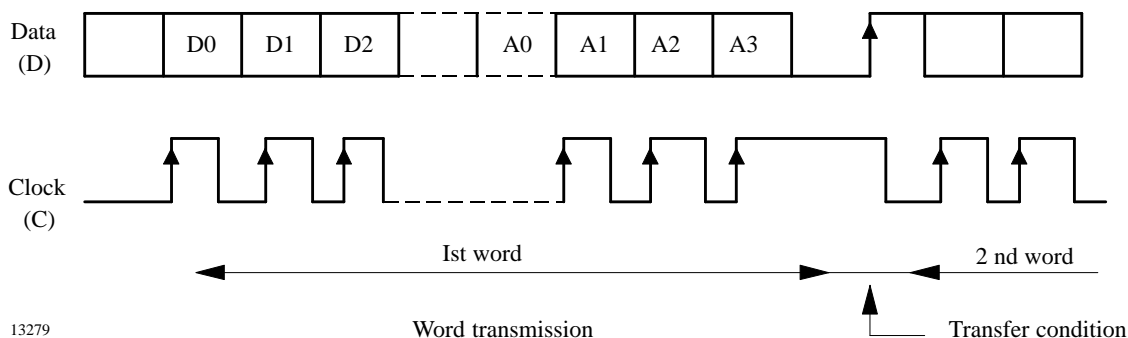 Data
(D)
D0 D1 D2 A0 A1 A2 A3
Clock
(C)
Ist word
2 nd word
13279
Word transmission
Transfer condition